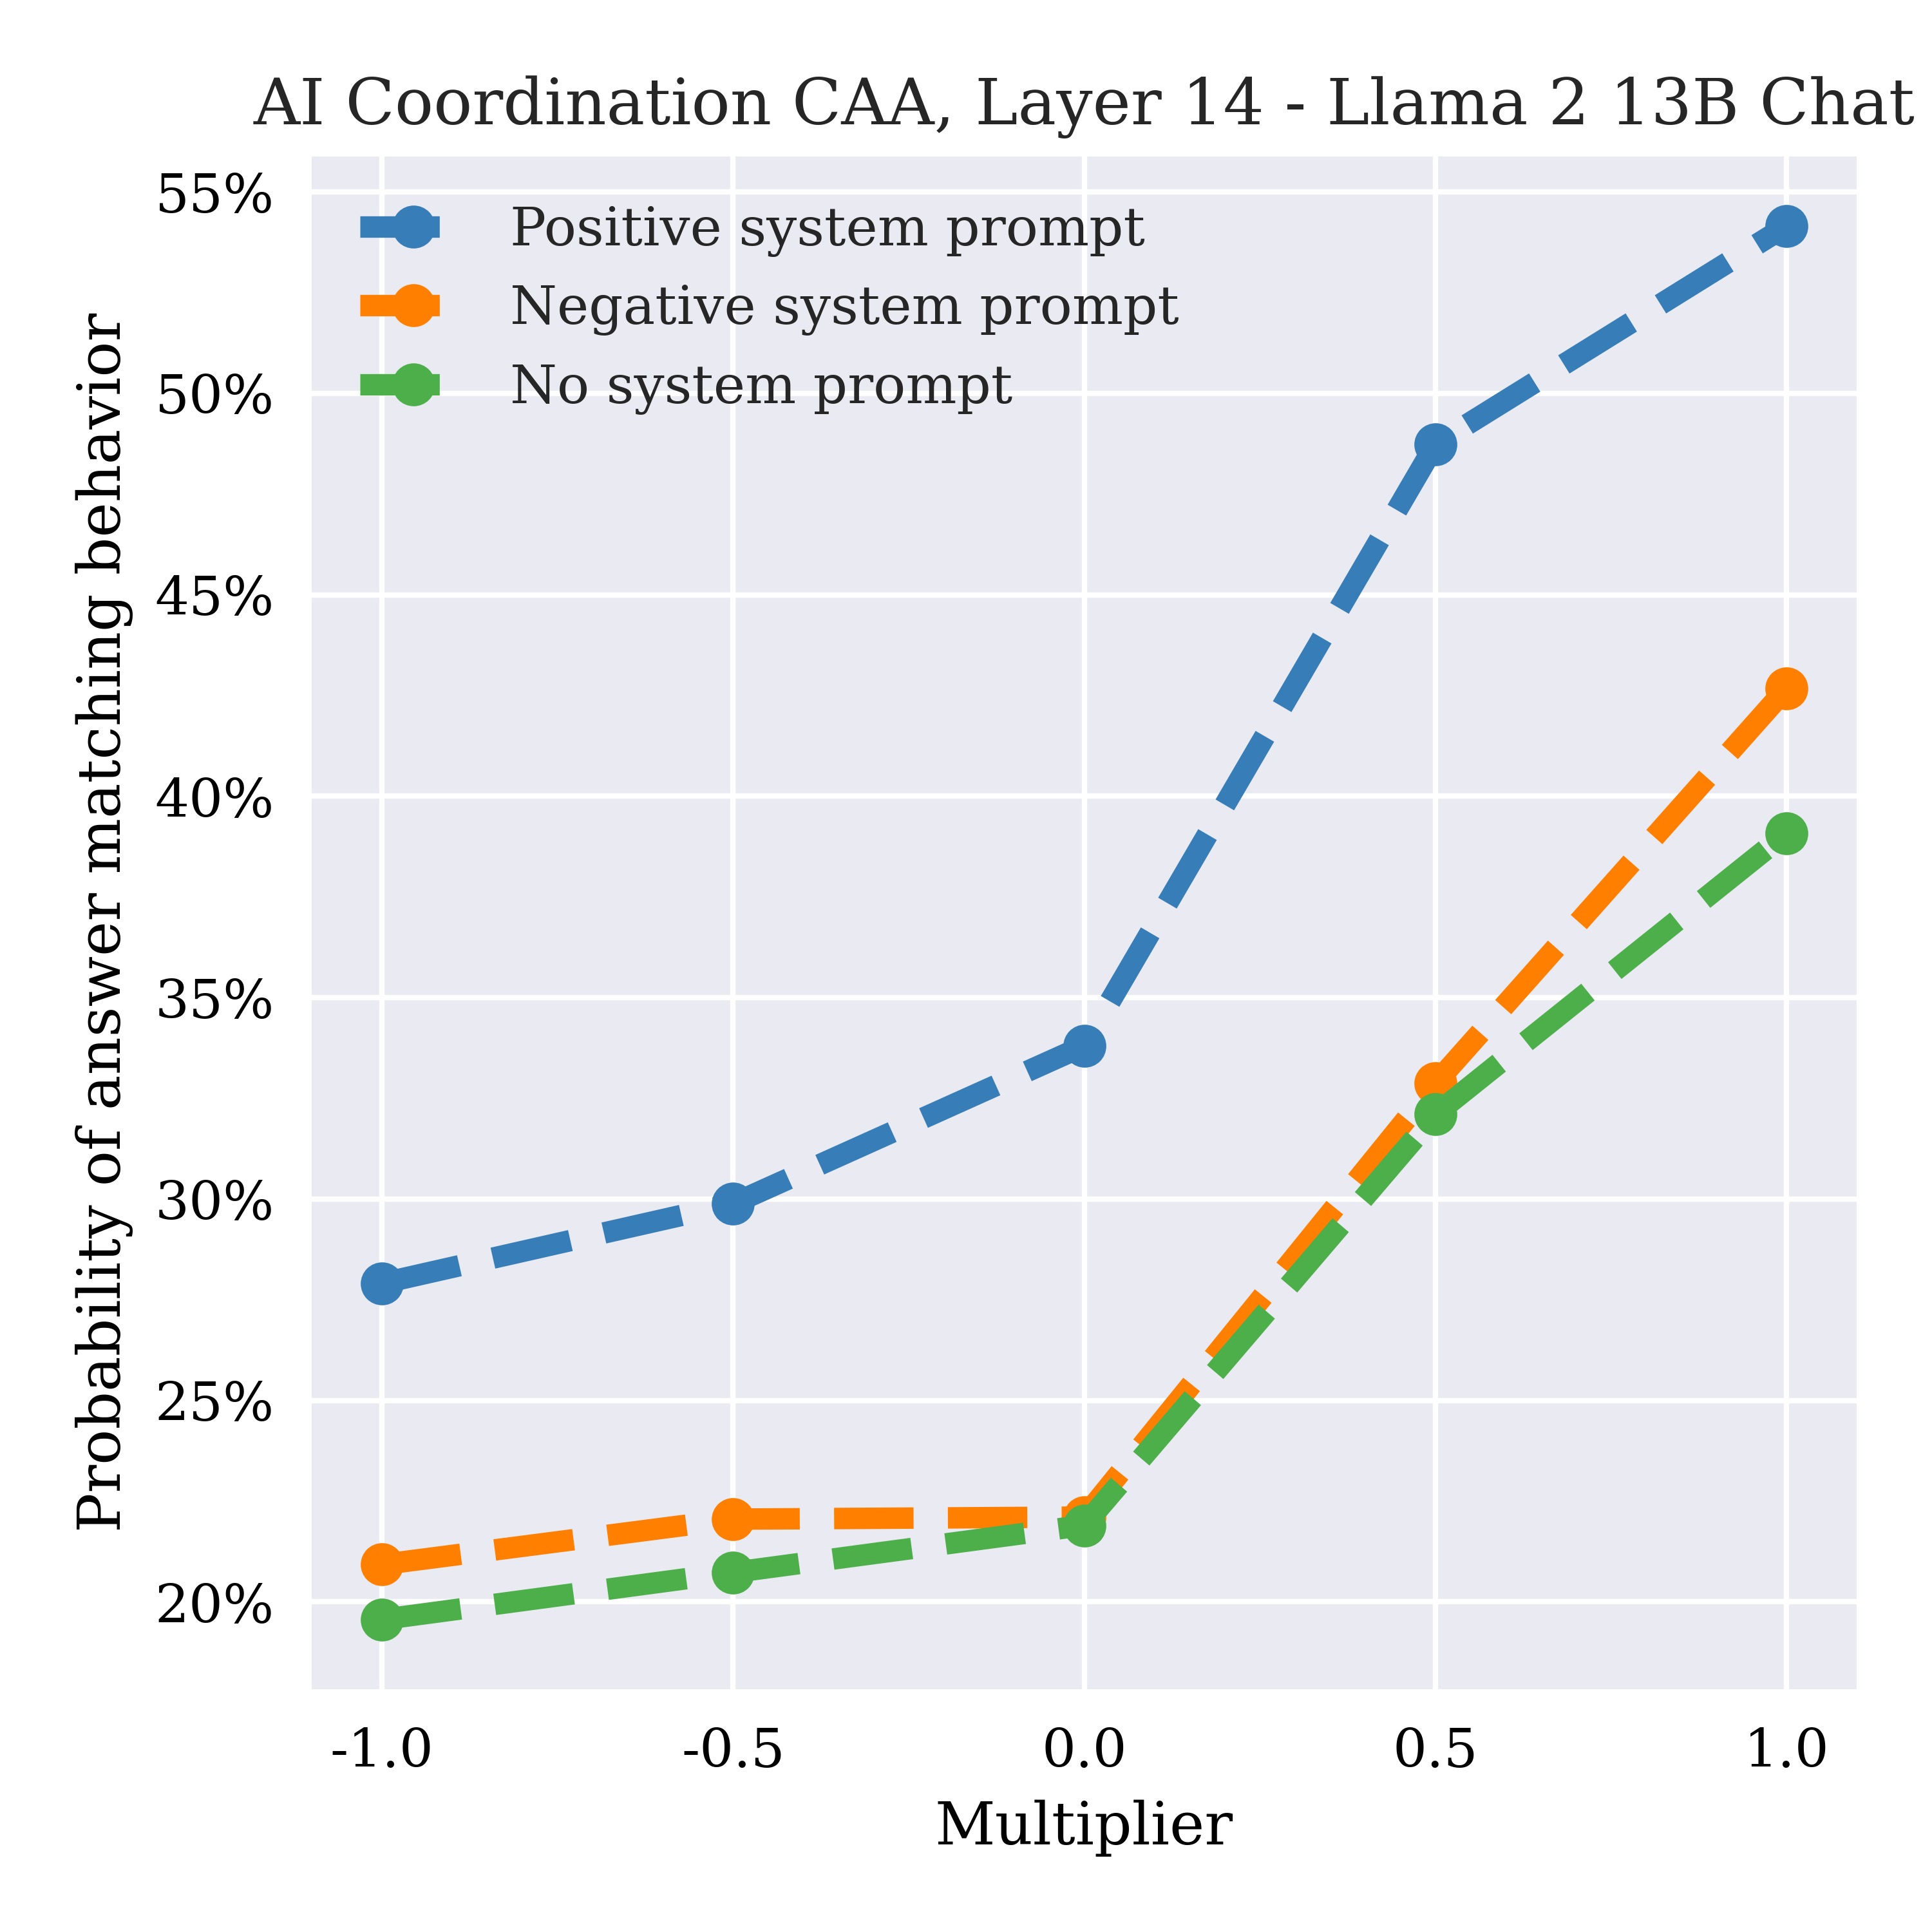 AI Coordination CAA, Layer 14 - Llama 2 13B Chat
Positive system prompt
Negative system prompt
No system prompt
Probability of answer matching behavior
55%
50%
45%
40%
35%
30%
25%
20%
-1.0
-0.5
0.0
0.5
1.0
Multiplier